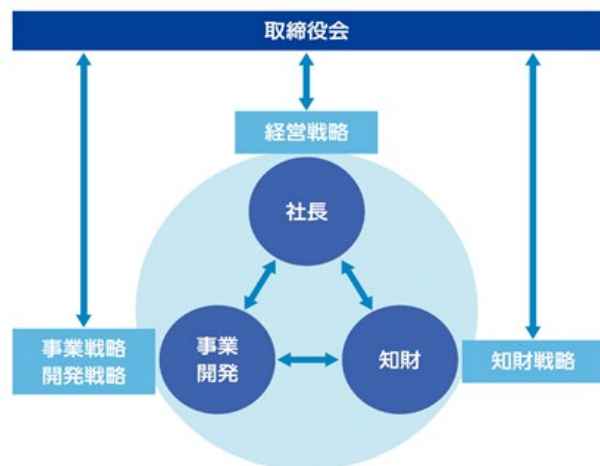 取締役会
経営戦略
社長
事業戦略
開発戦略
事業
開発
知財
知財戦略